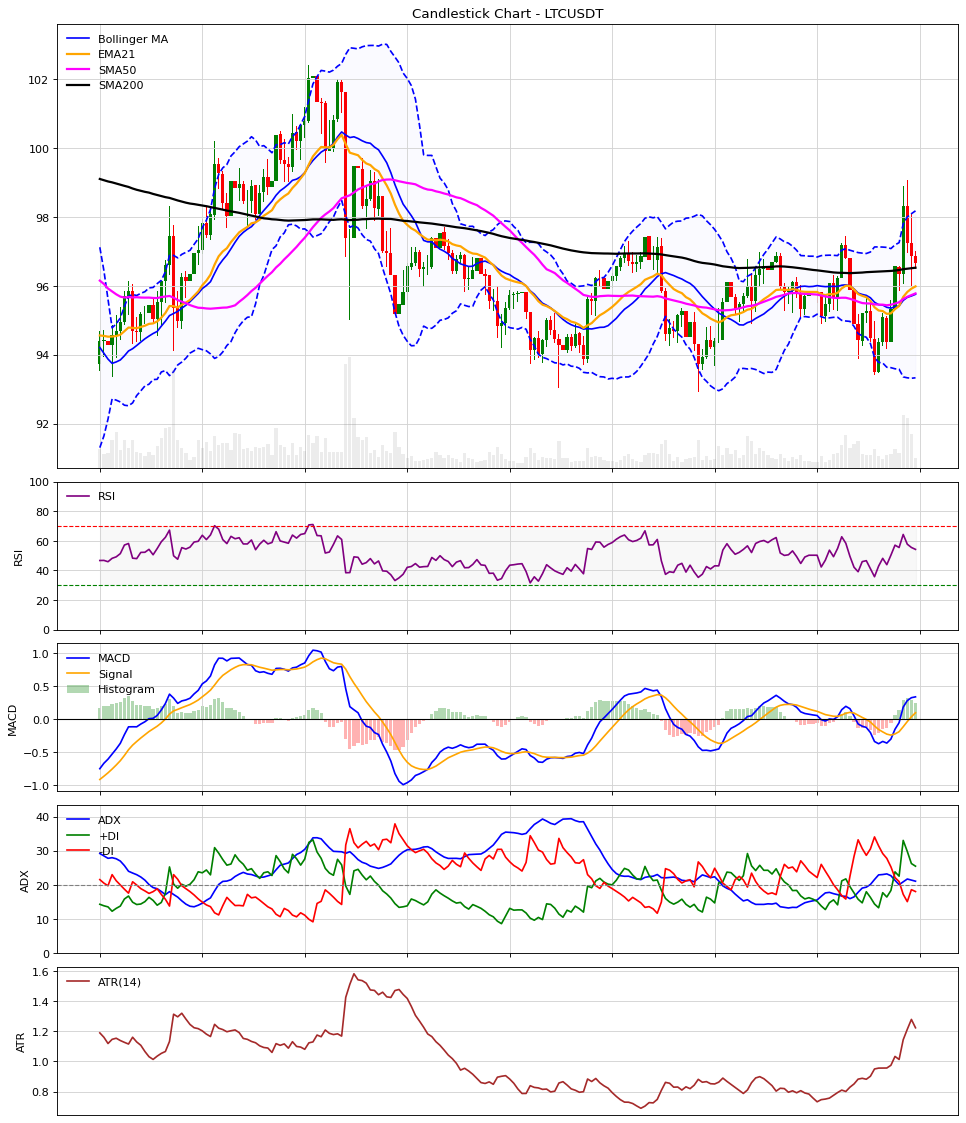 Candlestick Chart - LTCUSDT
Bollinger MA
EMA21
SMA50
SMA200
102
100
98
96
94
92
RSI
100
80
60
40
20
0
RSI
MACD
Signal
Histogram
1.0
0.5
0.0
−0.5
−1.0
MACD
ADX
+DI
-DI
40
30
20
10
0
ADX
ATR(14)
1.6
1.4
1.2
1.0
0.8
ATR